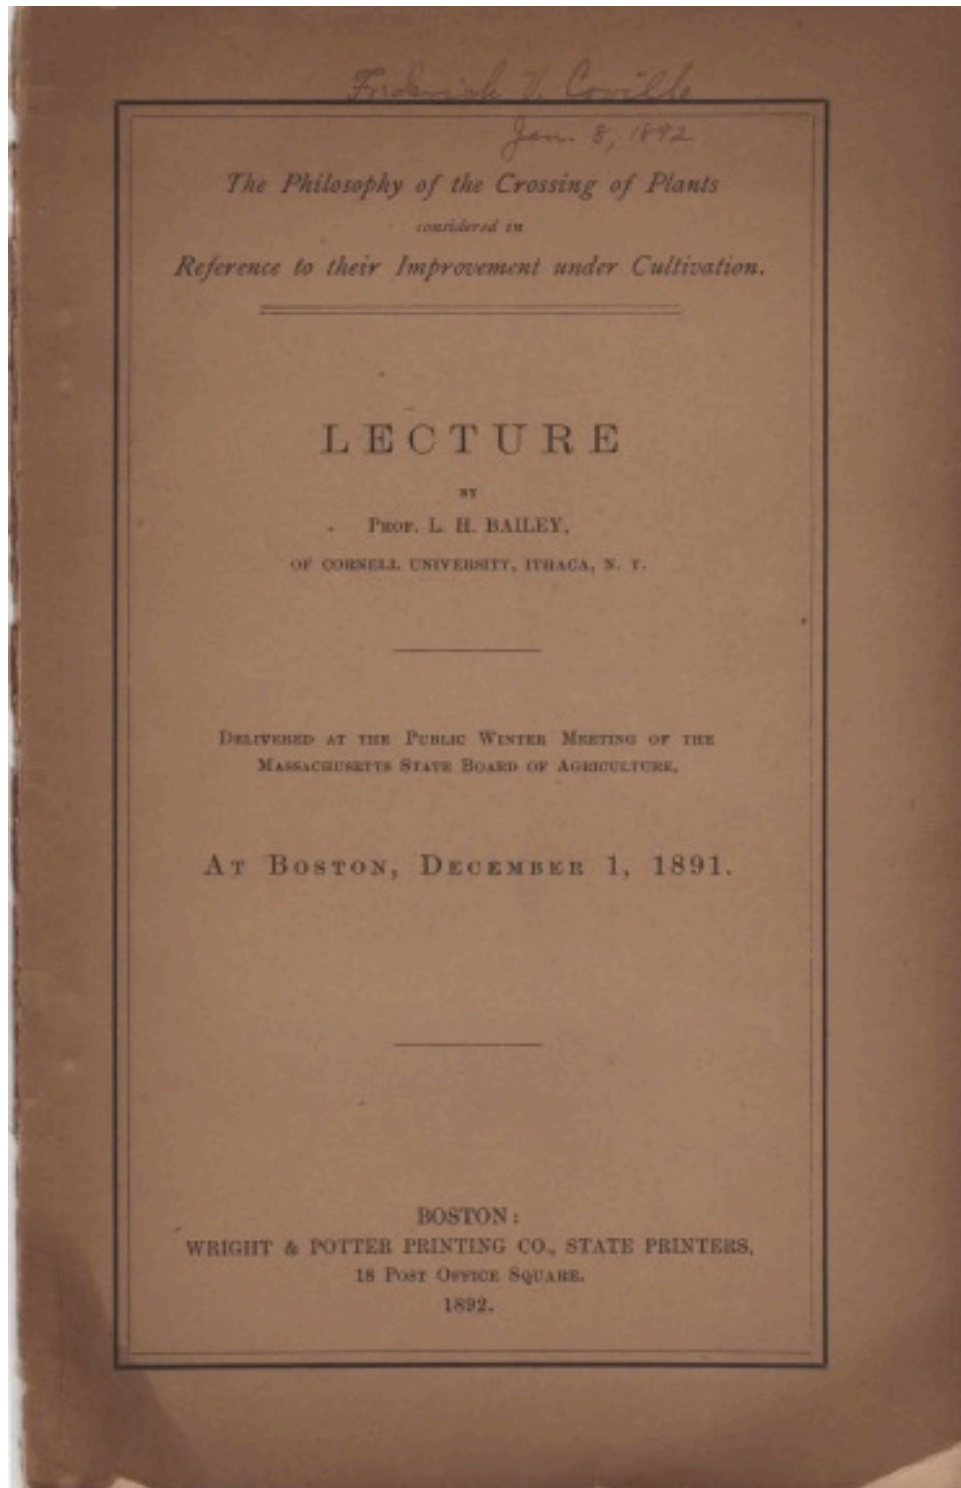 Frederick V. Coville
Jan. 8, 1892
The Philosophy of the Crossing of Plants
considered in
Reference to their Improvement under Cultivation.
LECTURE
BY
PROF. L. H. BAILEY,
OF CORNELL UNIVERSITY, ITHACA, N. Y.
DELIVERED AT THE PUBLIC WINTER MEETING OF THE
MASSACHUSETTS STATE BOARD OF AGRICULTURE,
AT BOSTON, DECEMBER 1, 1891.
BOSTON:
WRIGHT & POTTER PRINTING CO., STATE PRINTERS,
18 POST OFFICE SQUARE.
1892.